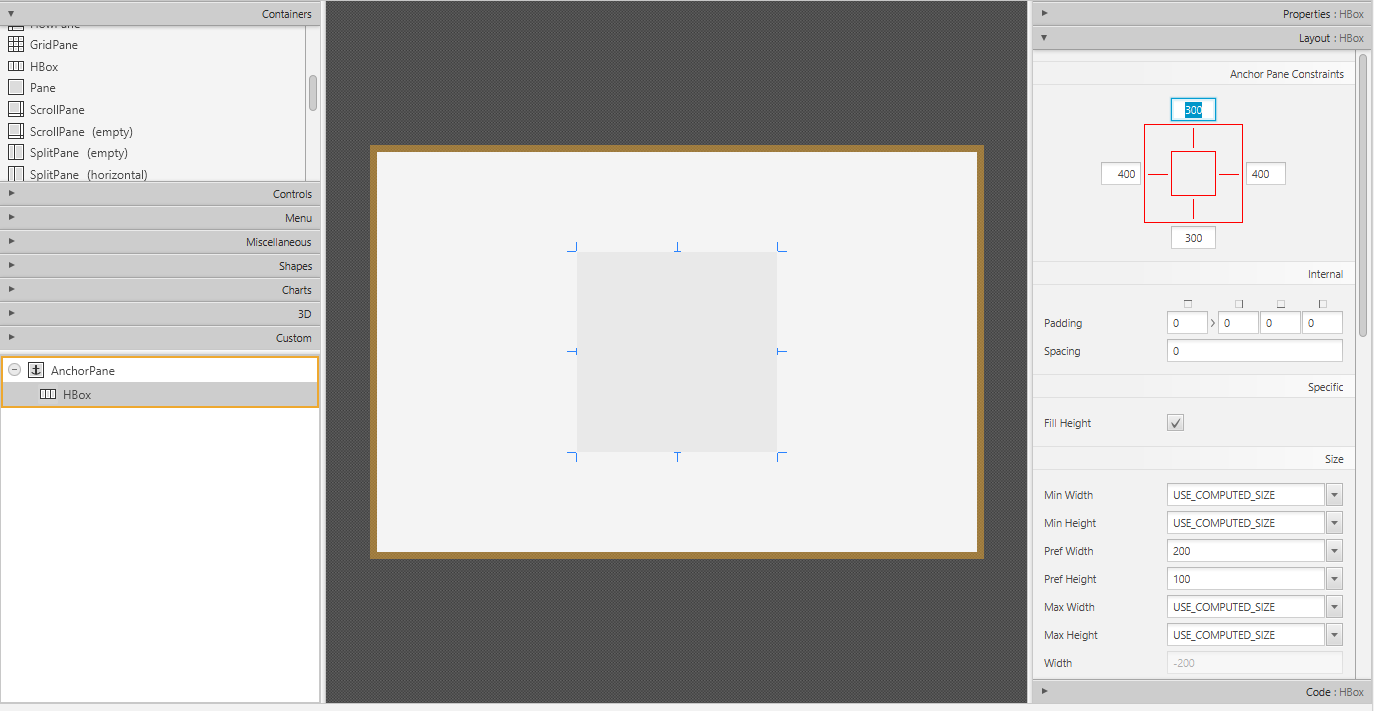 Containers
FlowPane
GridPane
HBox
Pane
ScrollPane
ScrollPane (empty)
SplitPane (empty)
SplitPane (horizontal)
Controls
Menu
Miscellaneous
Shapes
Charts
3D
Custom
AnchorPane
HBox
Properties : HBox
Layout : HBox
Anchor Pane Constraints
300
400 400
300
Internal
Padding 0 0 0 0
Spacing 0
Specific
Fill Height
Size
Min Width USE_COMPUTED_SIZE
Min Height USE_COMPUTED_SIZE
Pref Width 200
Pref Height 100
Max Width USE_COMPUTED_SIZE
Max Height USE_COMPUTED_SIZE
Width -200
Code : HBox